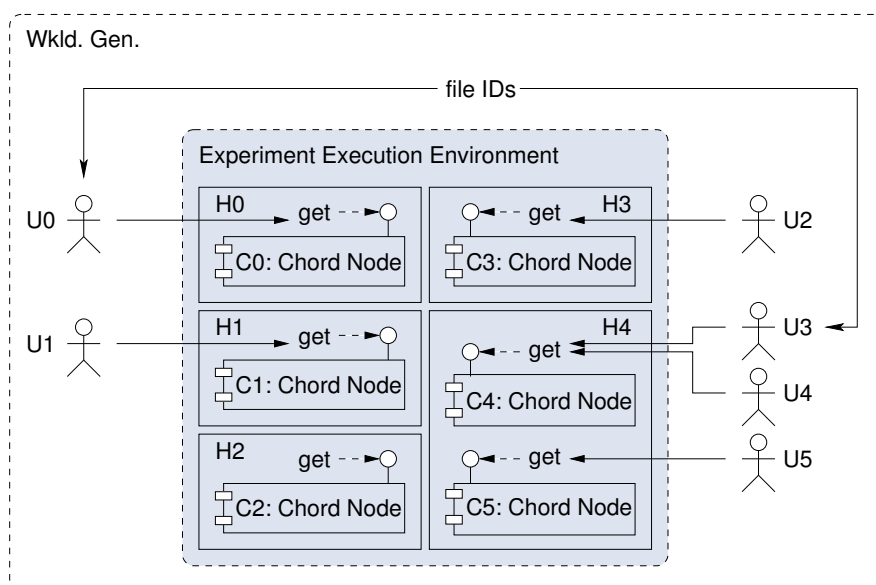 Wkld. Gen.
file IDs
Experiment Execution Environment
U0
H0
get
C0: Chord Node
get
H3
C3: Chord Node
U2
U1
H1
get
C1: Chord Node
H4
get
C4: Chord Node
U3
U4
H2
get
C2: Chord Node
get
C5: Chord Node
U5